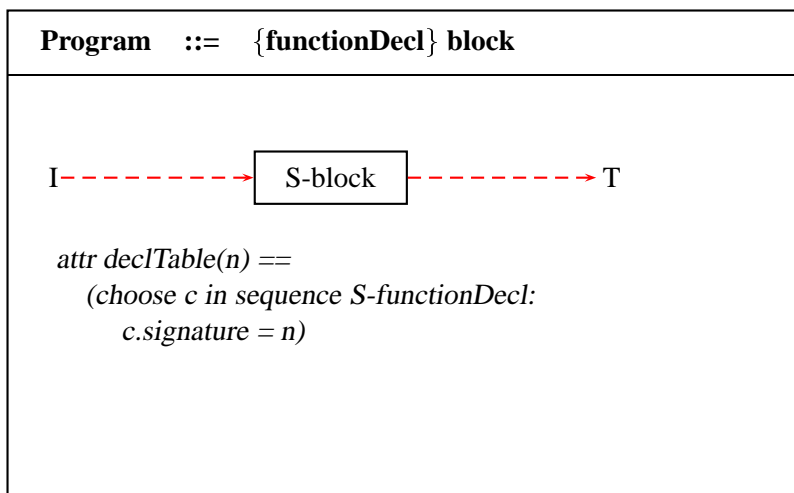 Program ::= {functionDecl} block
I S-block T
attr declTable(n) ==
(choose c in sequence S-functionDecl:
c.signature = n)